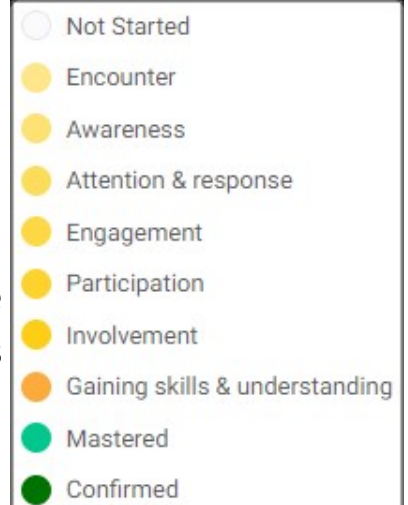 Not Started
Encounter
Awareness
Attention & response
Engagement
Participation
Involvement
Gaining skills & understanding
Mastered
Confirmed